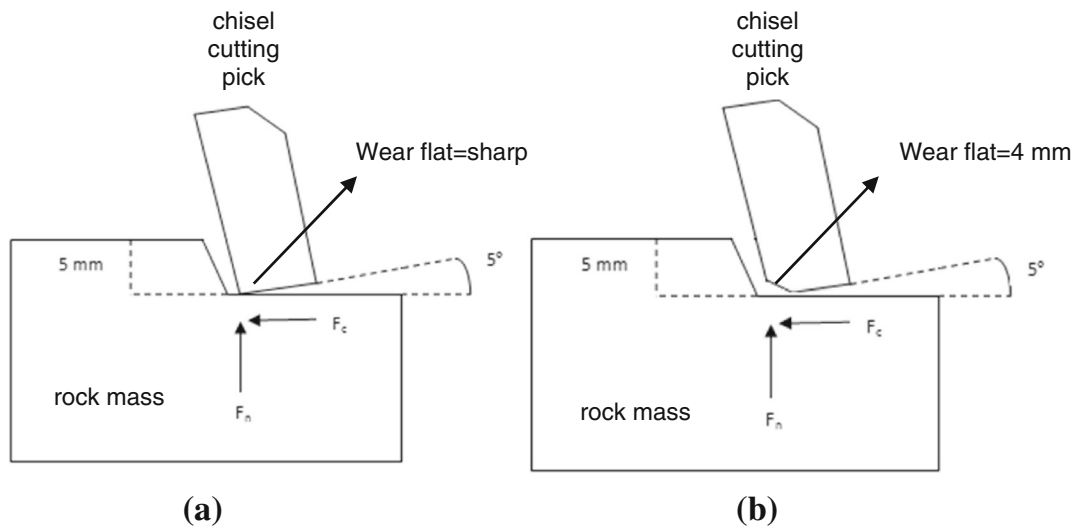 chisel
cutting
pick
Wear flat=sharp
5 mm
5°
Fc
Fn
rock mass
(a)
chisel
cutting
pick
Wear flat=4 mm
5 mm
5°
Fc
Fn
rock mass
(b)